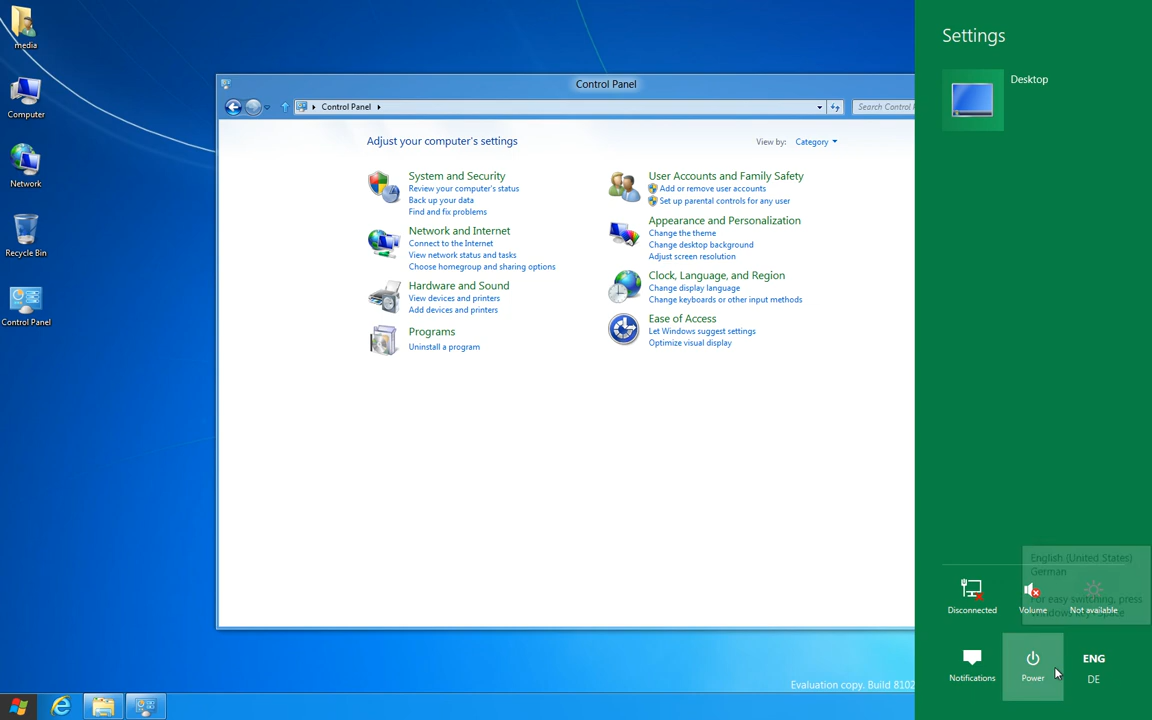 Settings
Desktop
media
Computer
Network
Recycle Bin
Control Panel
Control Panel
Control Panel
Search Control
Adjust your computer's settings
View by: Category
System and Security
Review your computer's status
Back up your data
Find and fix problems
Network and Internet
Connect to the Internet
View network status and tasks
Choose homegroup and sharing options
Hardware and Sound
View devices and printers
Add devices and printers
Programs
Uninstall a program
User Accounts and Family Safety
Add or remove user accounts
Set up parental controls for any user
Appearance and Personalization
Change the theme
Change desktop background
Adjust screen resolution
Clock, Language, and Region
Change display language
Change keyboards or other input methods
Ease of Access
Let Windows suggest settings
Optimize visual display
English (United States)
German
For easy switching, press
Windows key+Space
Disconnected
Volume
Not available
Notifications
Power
ENG
DE
Evaluation copy. Build 8102